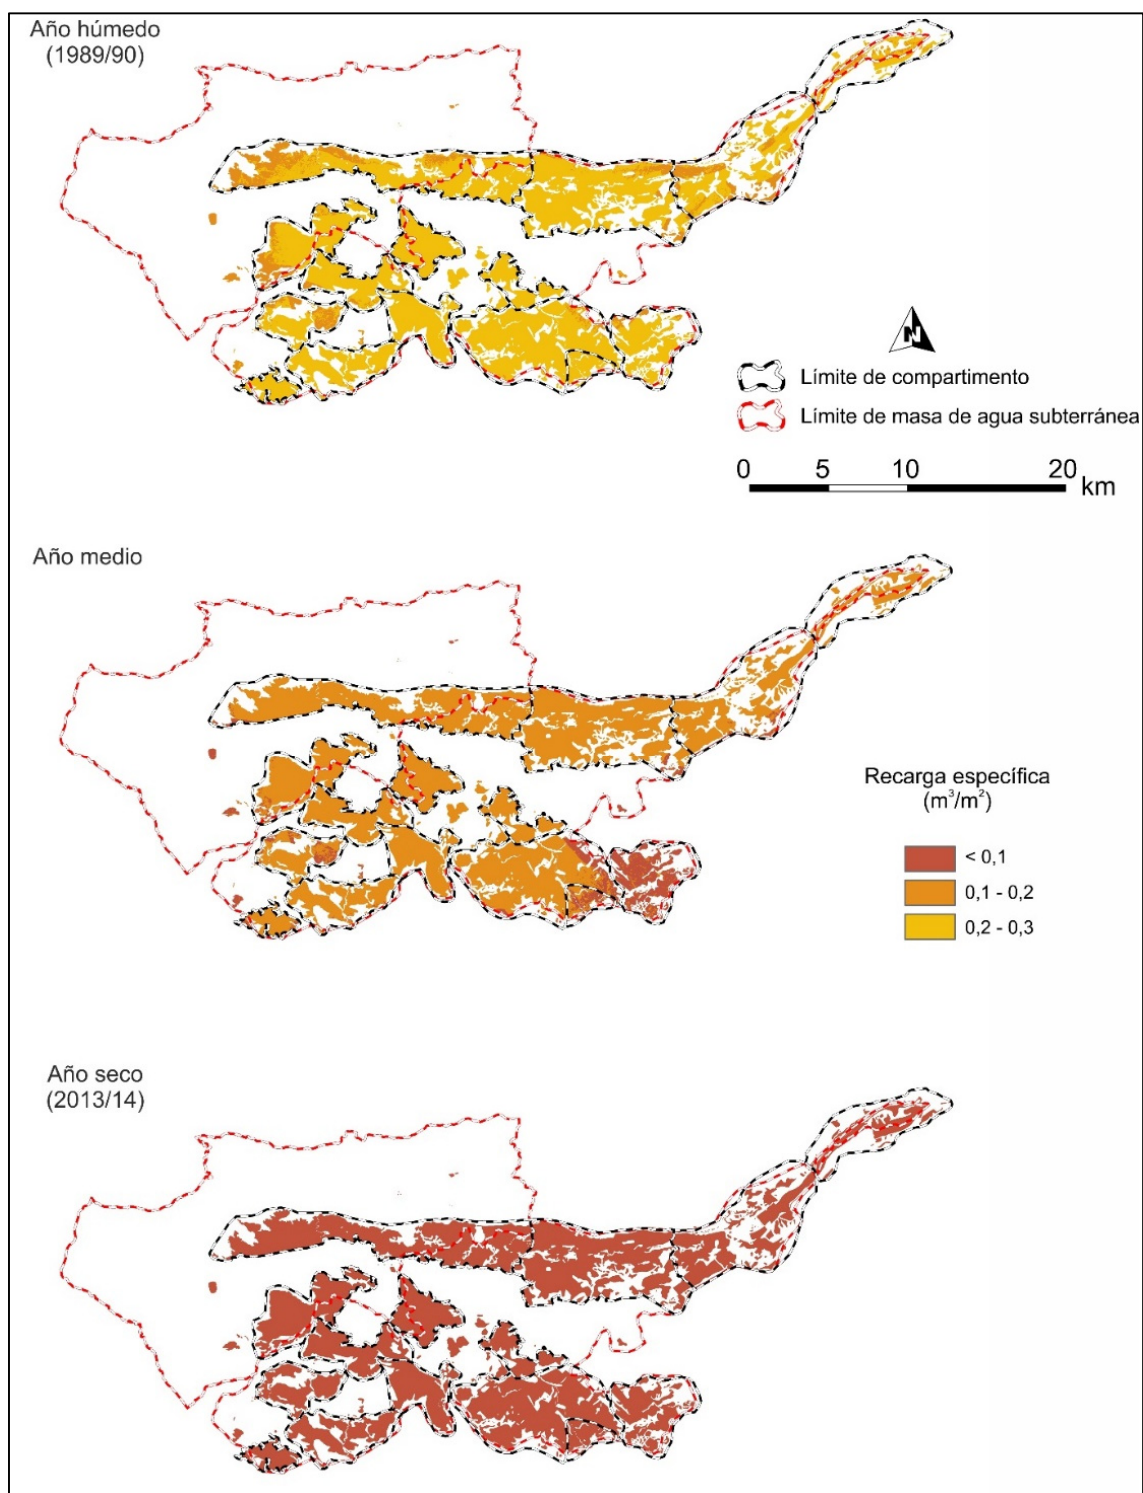 Año húmedo
(1989/90)
N
Límite de compartimento
Límite de masa de agua subterránea
0 5 10 20
km
Año medio
Recarga específica
(m³/m²)
< 0,1
0,1 - 0,2
0,2 - 0,3
Año seco
(2013/14)